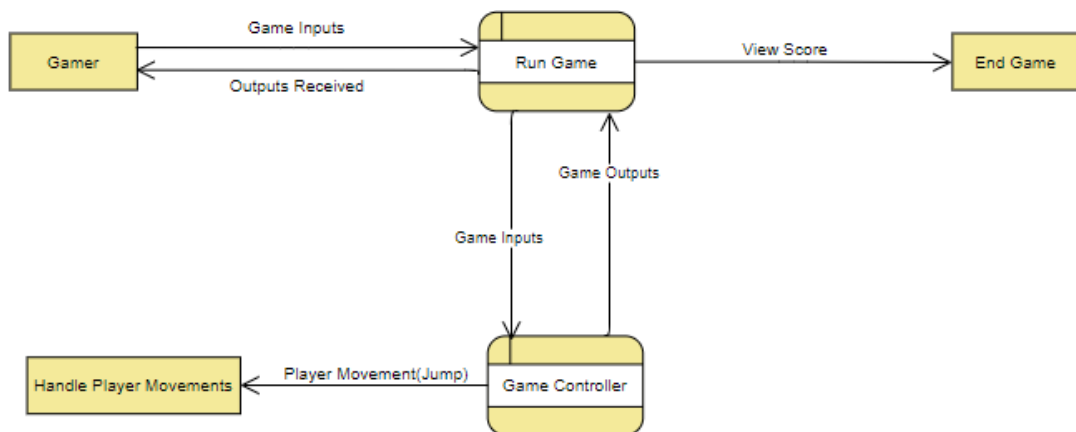 Game Inputs
Gamer
Run Game
View Score
End Game
Outputs Received
Game Outputs
Game Inputs
Handle Player Movements
Player Movement(Jump)
Game Controller